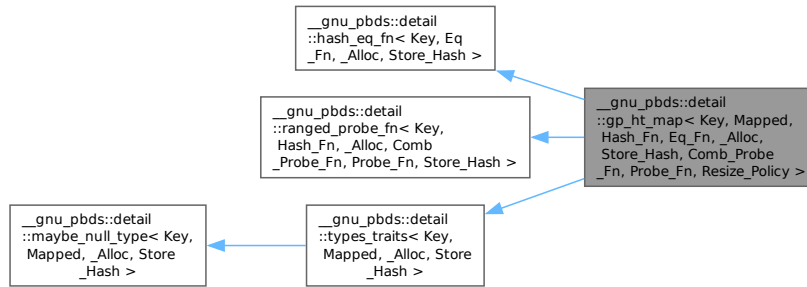 __gnu_pbds::detail
::hash_eq_fn< Key, Eq
_Fn, _Alloc, Store_Hash >
__gnu_pbds::detail
::ranged_probe_fn< Key,
Hash_Fn, _Alloc, Comb
_Probe_Fn, Probe_Fn, Store_Hash >
__gnu_pbds::detail
::gp_ht_map< Key, Mapped,
Hash_Fn, Eq_Fn, _Alloc,
Store_Hash, Comb_Probe
_Fn, Probe_Fn, Resize_Policy >
__gnu_pbds::detail
::maybe_null_type< Key,
Mapped, _Alloc, Store
_Hash >
__gnu_pbds::detail
::types_traits< Key,
Mapped, _Alloc, Store
_Hash >